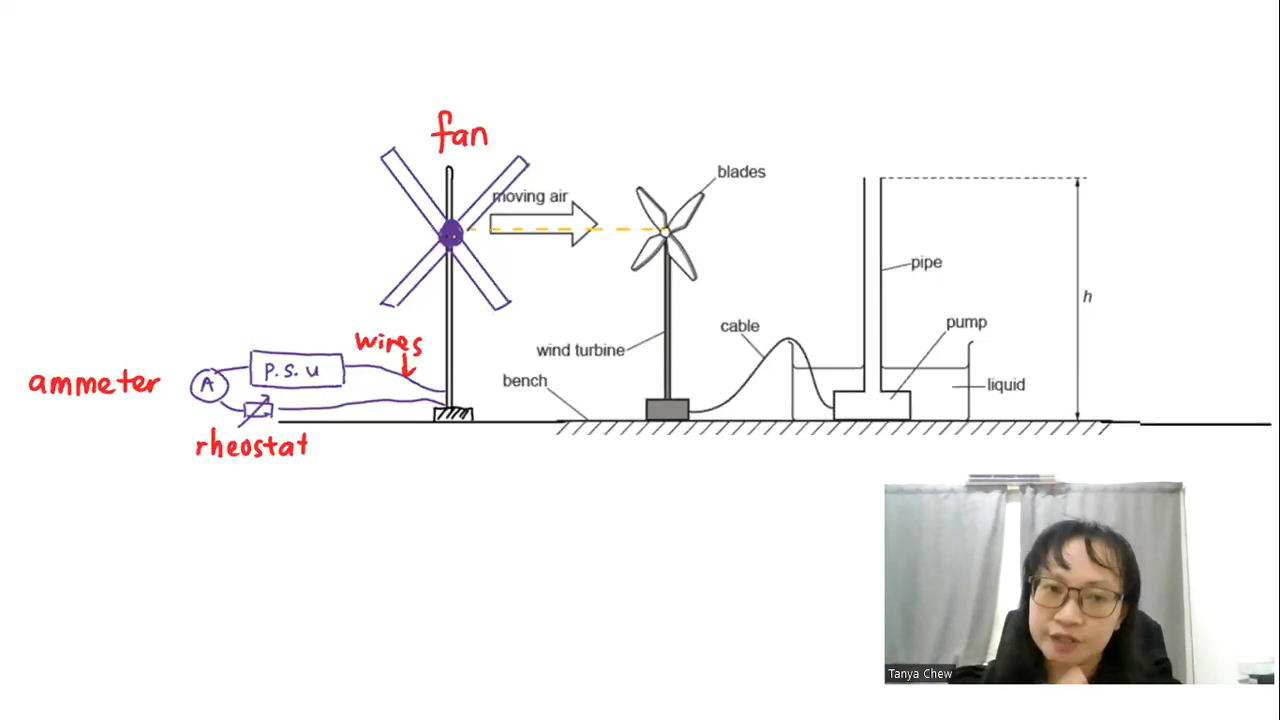 fan
moving air
blades
pipe
h
pump
cable
wires
wind turbine
P.S.U
ammeter
A
bench
liquid
rheostat
Tanya Chew